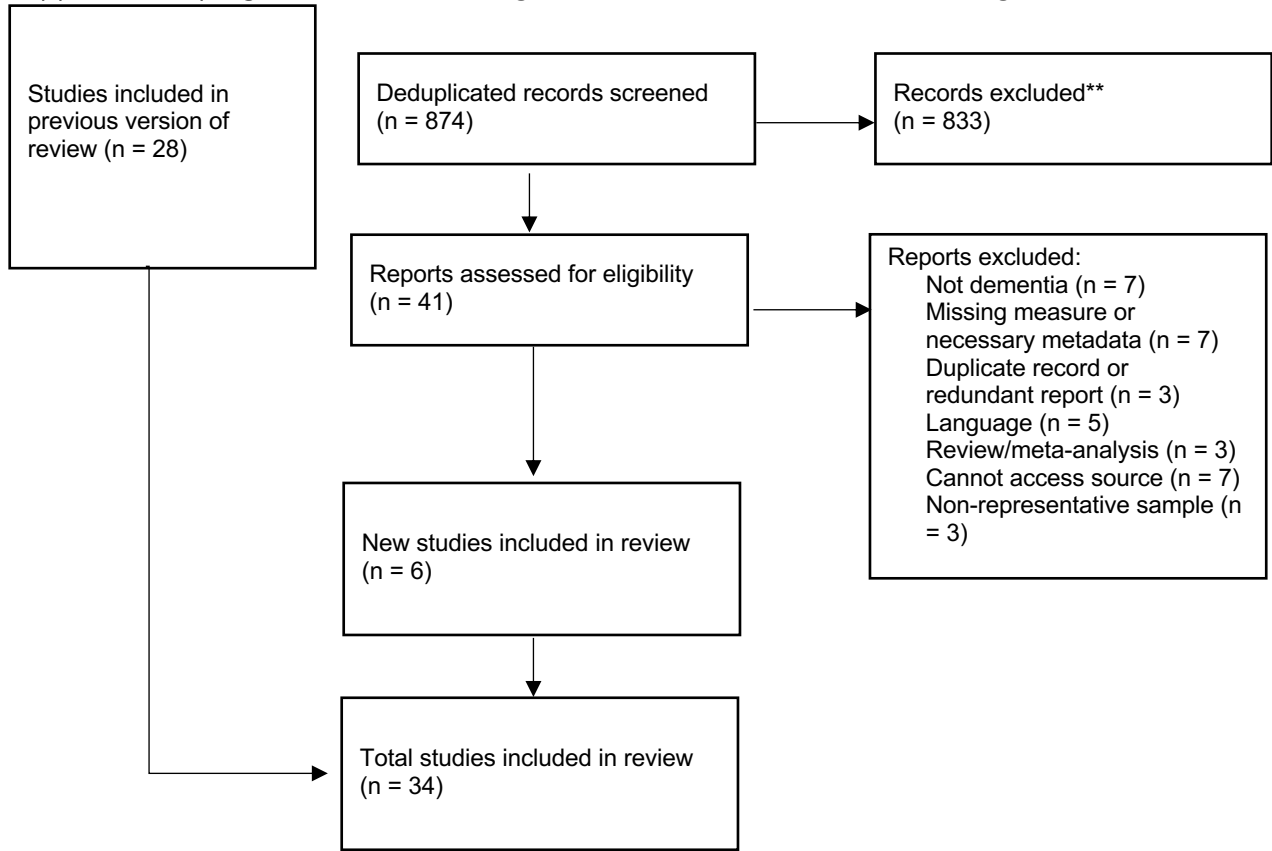 Studies included in
previous version of
review (n = 28)
Deduplicated records screened
(n = 874)
Records excluded**
(n = 833)
Reports assessed for eligibility
(n = 41)
Reports excluded:
Not dementia (n = 7)
Missing measure or
necessary metadata (n = 7)
Duplicate record or
redundant report (n = 3)
Language (n = 5)
Review/meta-analysis (n = 3)
Cannot access source (n = 7)
Non-representative sample (n
= 3)
New studies included in review
(n = 6)
Total studies included in review
(n = 34)